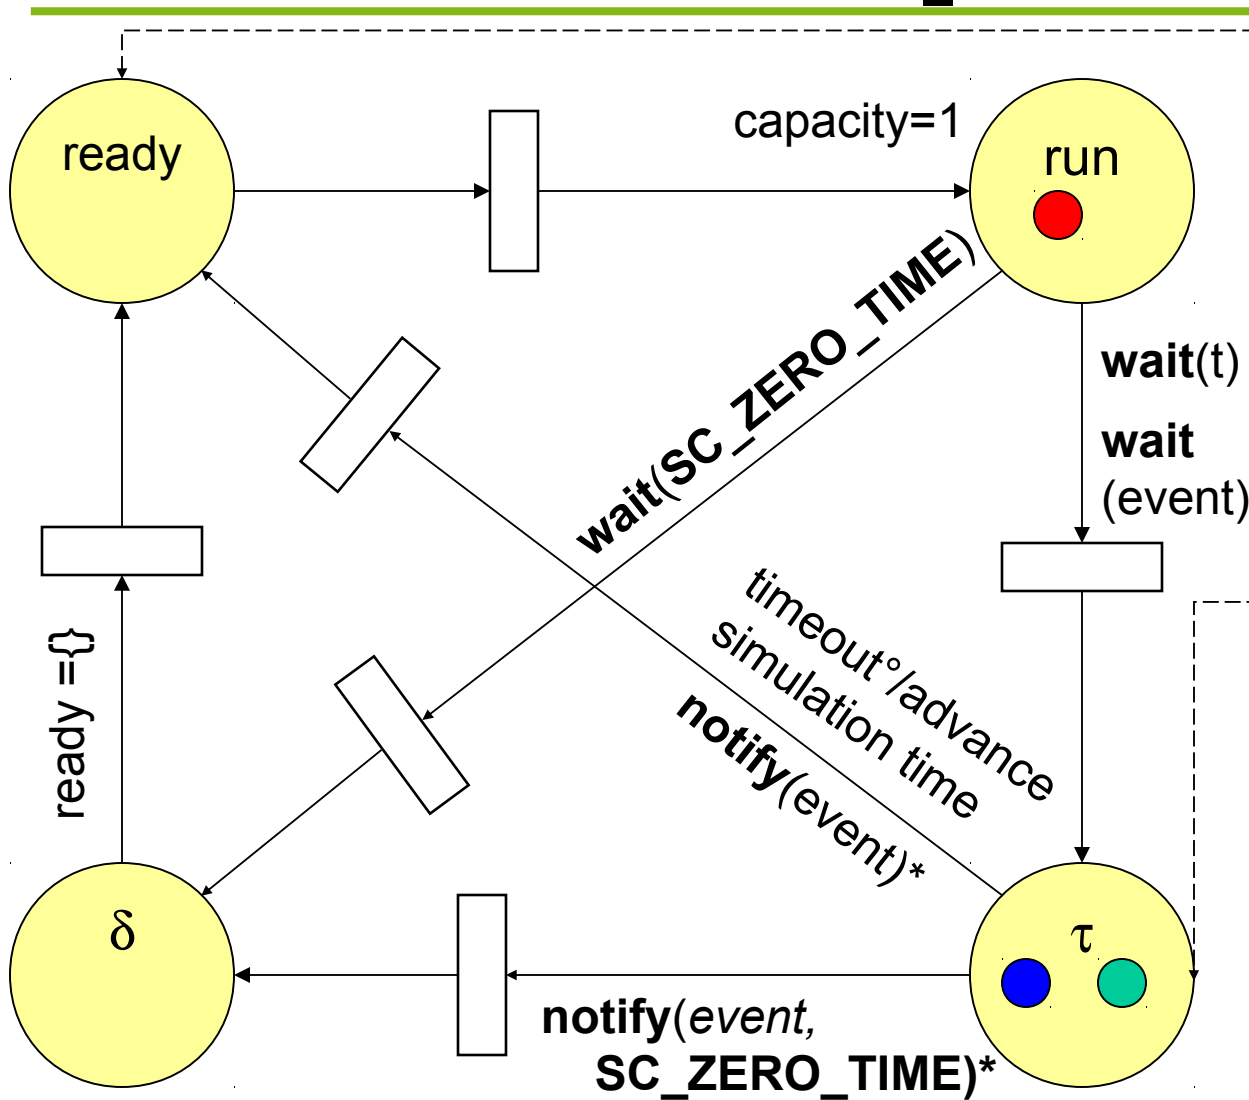 capacity=1
ready
run
wait(SC_ZERO_TIME)
wait(t)
wait
(event)
timeout°/advance
simulation time
notify(event)*
ready ={}
δ
τ
notify(event,
SC_ZERO_TIME)*